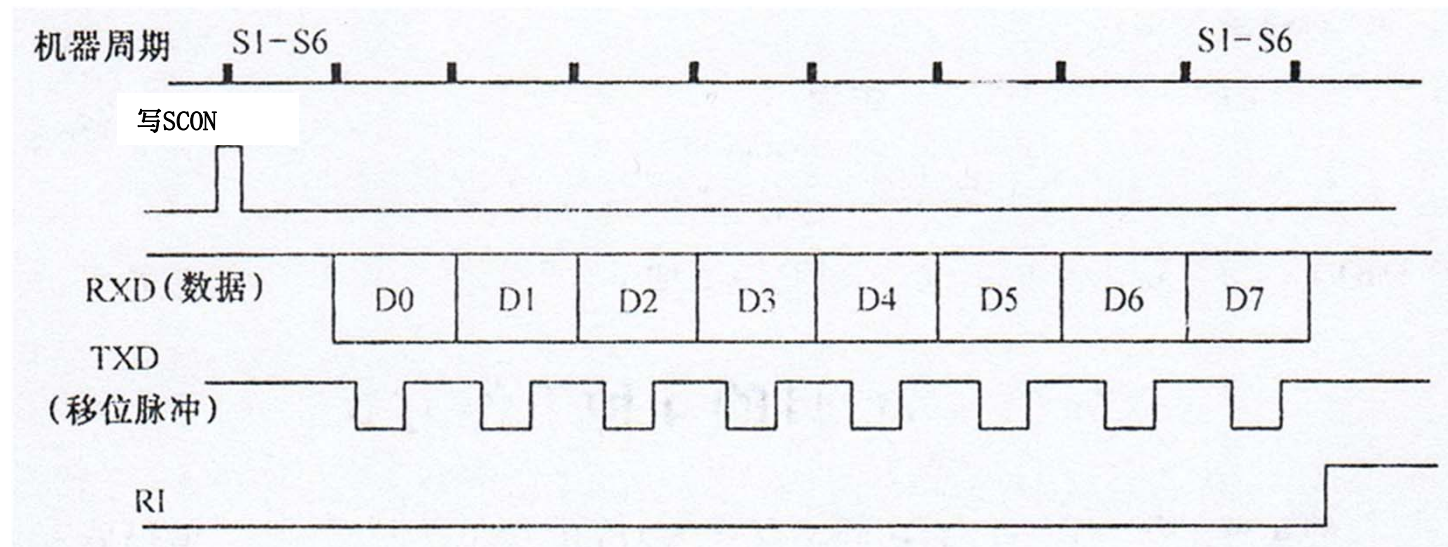 机器周期 S1-S6 S1-S6
写SCON
RXD(数据) D0 D1 D2 D3 D4 D5 D6 D7
TXD
(移位脉冲)
RI